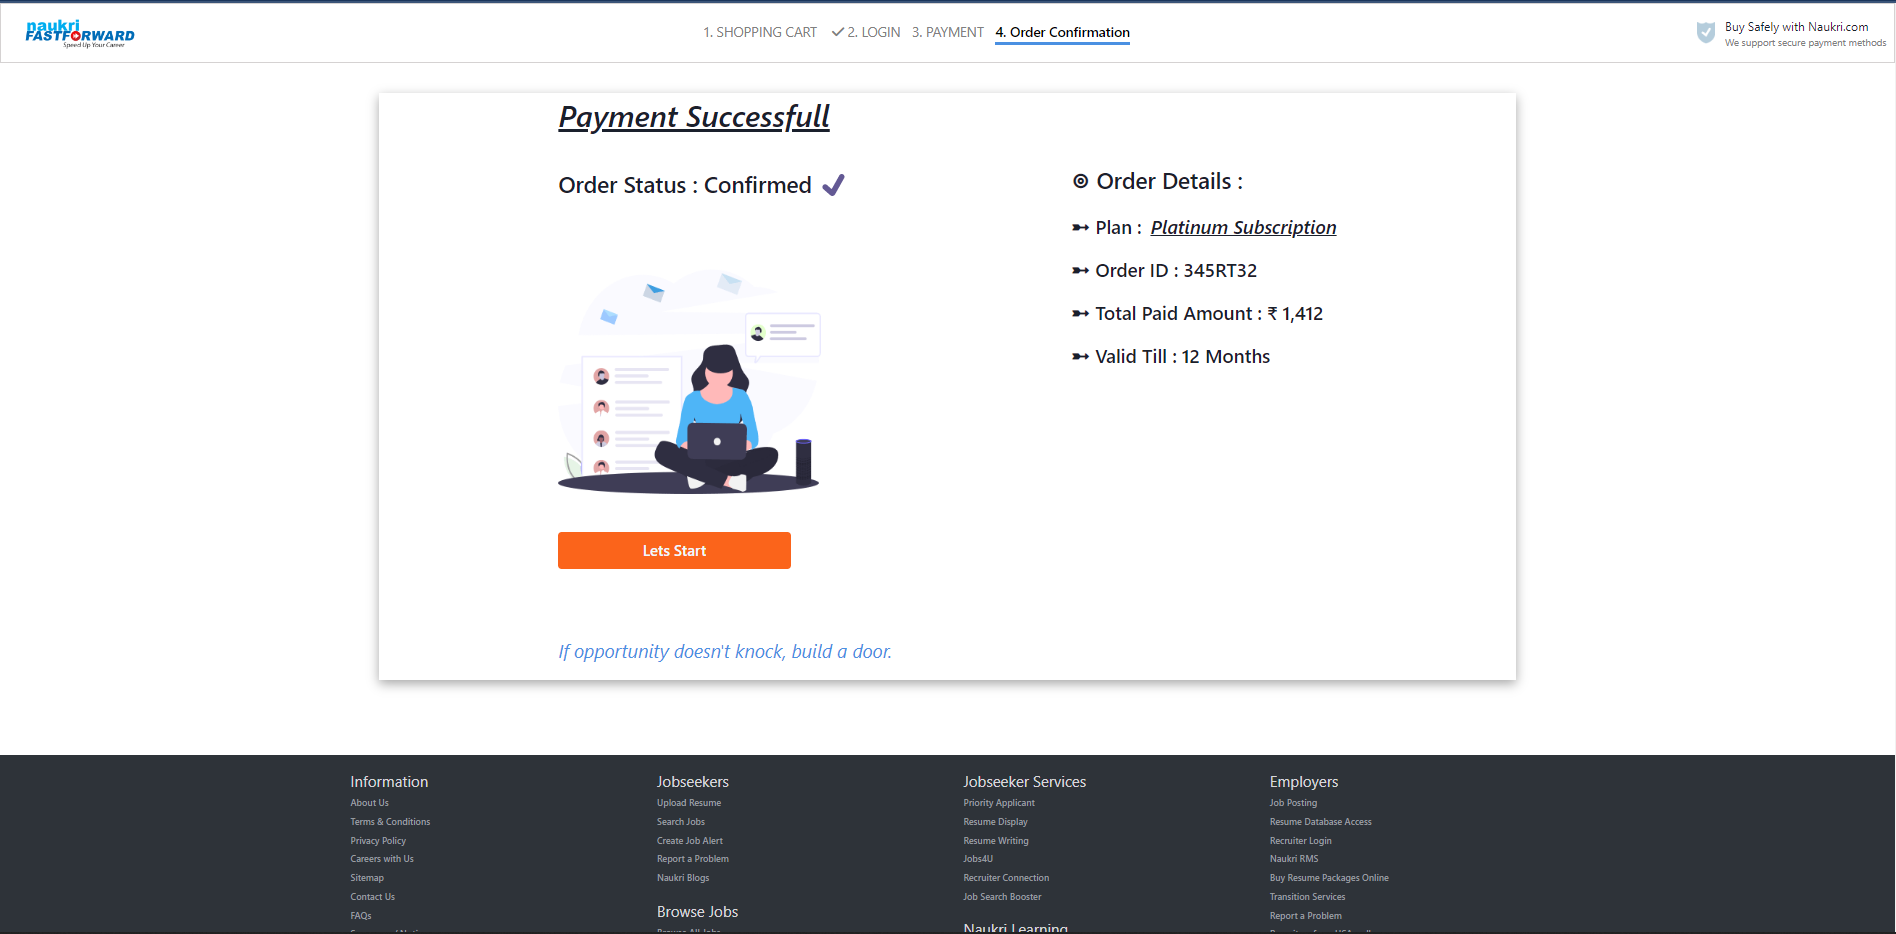 naukri
FASTFORWARD
Speed Up Your Career
1. SHOPPING CART 2. LOGIN 3. PAYMENT 4. Order Confirmation
Buy Safely with Naukri.com
We support secure payment methods
Payment Successfull
Order Status : Confirmed
Lets Start
If opportunity doesn't knock, build a door.
Order Details :
Plan : Platinum Subscription
Order ID : 345RT32
Total Paid Amount : ₹ 1,412
Valid Till : 12 Months
Information
About Us
Terms & Conditions
Privacy Policy
Careers with Us
Sitemap
Contact Us
FAQs
Jobseekers
Upload Resume
Search Jobs
Create Job Alert
Report a Problem
Naukri Blogs
Browse Jobs
Browse All Jobs
Jobseeker Services
Priority Applicant
Resume Display
Resume Writing
Jobs4U
Recruiter Connection
Job Search Booster
Naukri Learning
Employers
Job Posting
Resume Database Access
Recruiter Login
Naukri RMS
Buy Resume Packages Online
Transition Services
Report a Problem